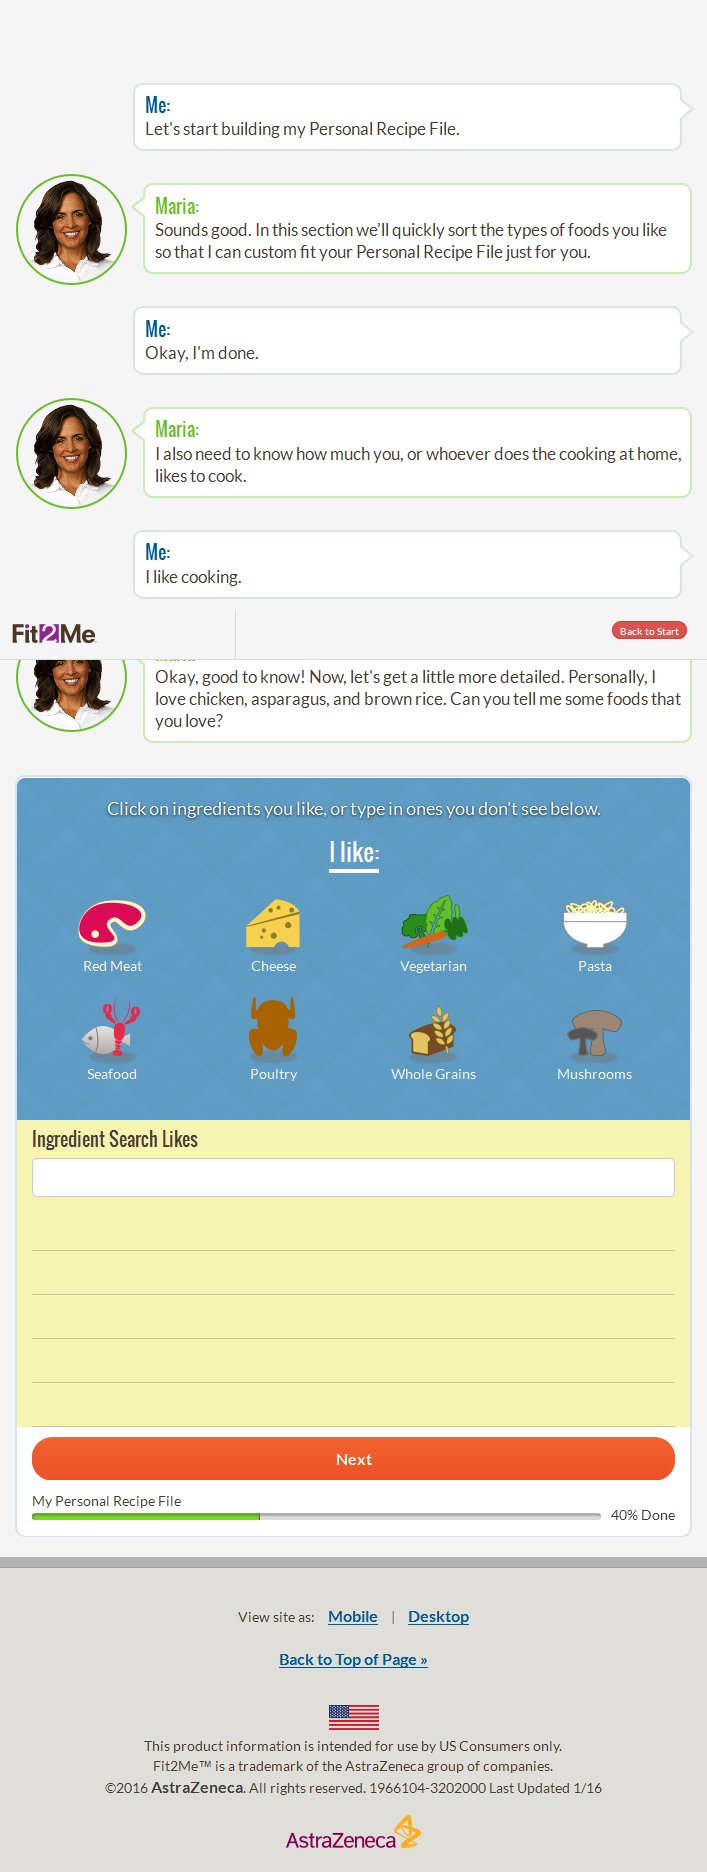 Me:
Let's start building my Personal Recipe File.
Maria:
Sounds good. In this section we'll quickly sort the types of foods you like
so that I can custom fit your Personal Recipe File just for you.
Me:
Okay, I'm done.
Maria:
I also need to know how much you, or whoever does the cooking at home,
likes to cook.
Me:
I like cooking.
Fit2Me
Back to Start
Okay, good to know! Now, let's get a little more detailed. Personally, I
love chicken, asparagus, and brown rice. Can you tell me some foods that
you love?
Click on ingredients you like, or type in ones you don't see below.
I like:
Red Meat
Cheese
Vegetarian
Pasta
Seafood
Poultry
Whole Grains
Mushrooms
Ingredient Search Likes
Next
My Personal Recipe File
40% Done
View site as: Mobile | Desktop
Back to Top of Page »
This product information is intended for use by US Consumers only.
Fit2Me™ is a trademark of the AstraZeneca group of companies.
©2016 AstraZeneca. All rights reserved. 1966104-3202000 Last Updated 1/16
AstraZeneca